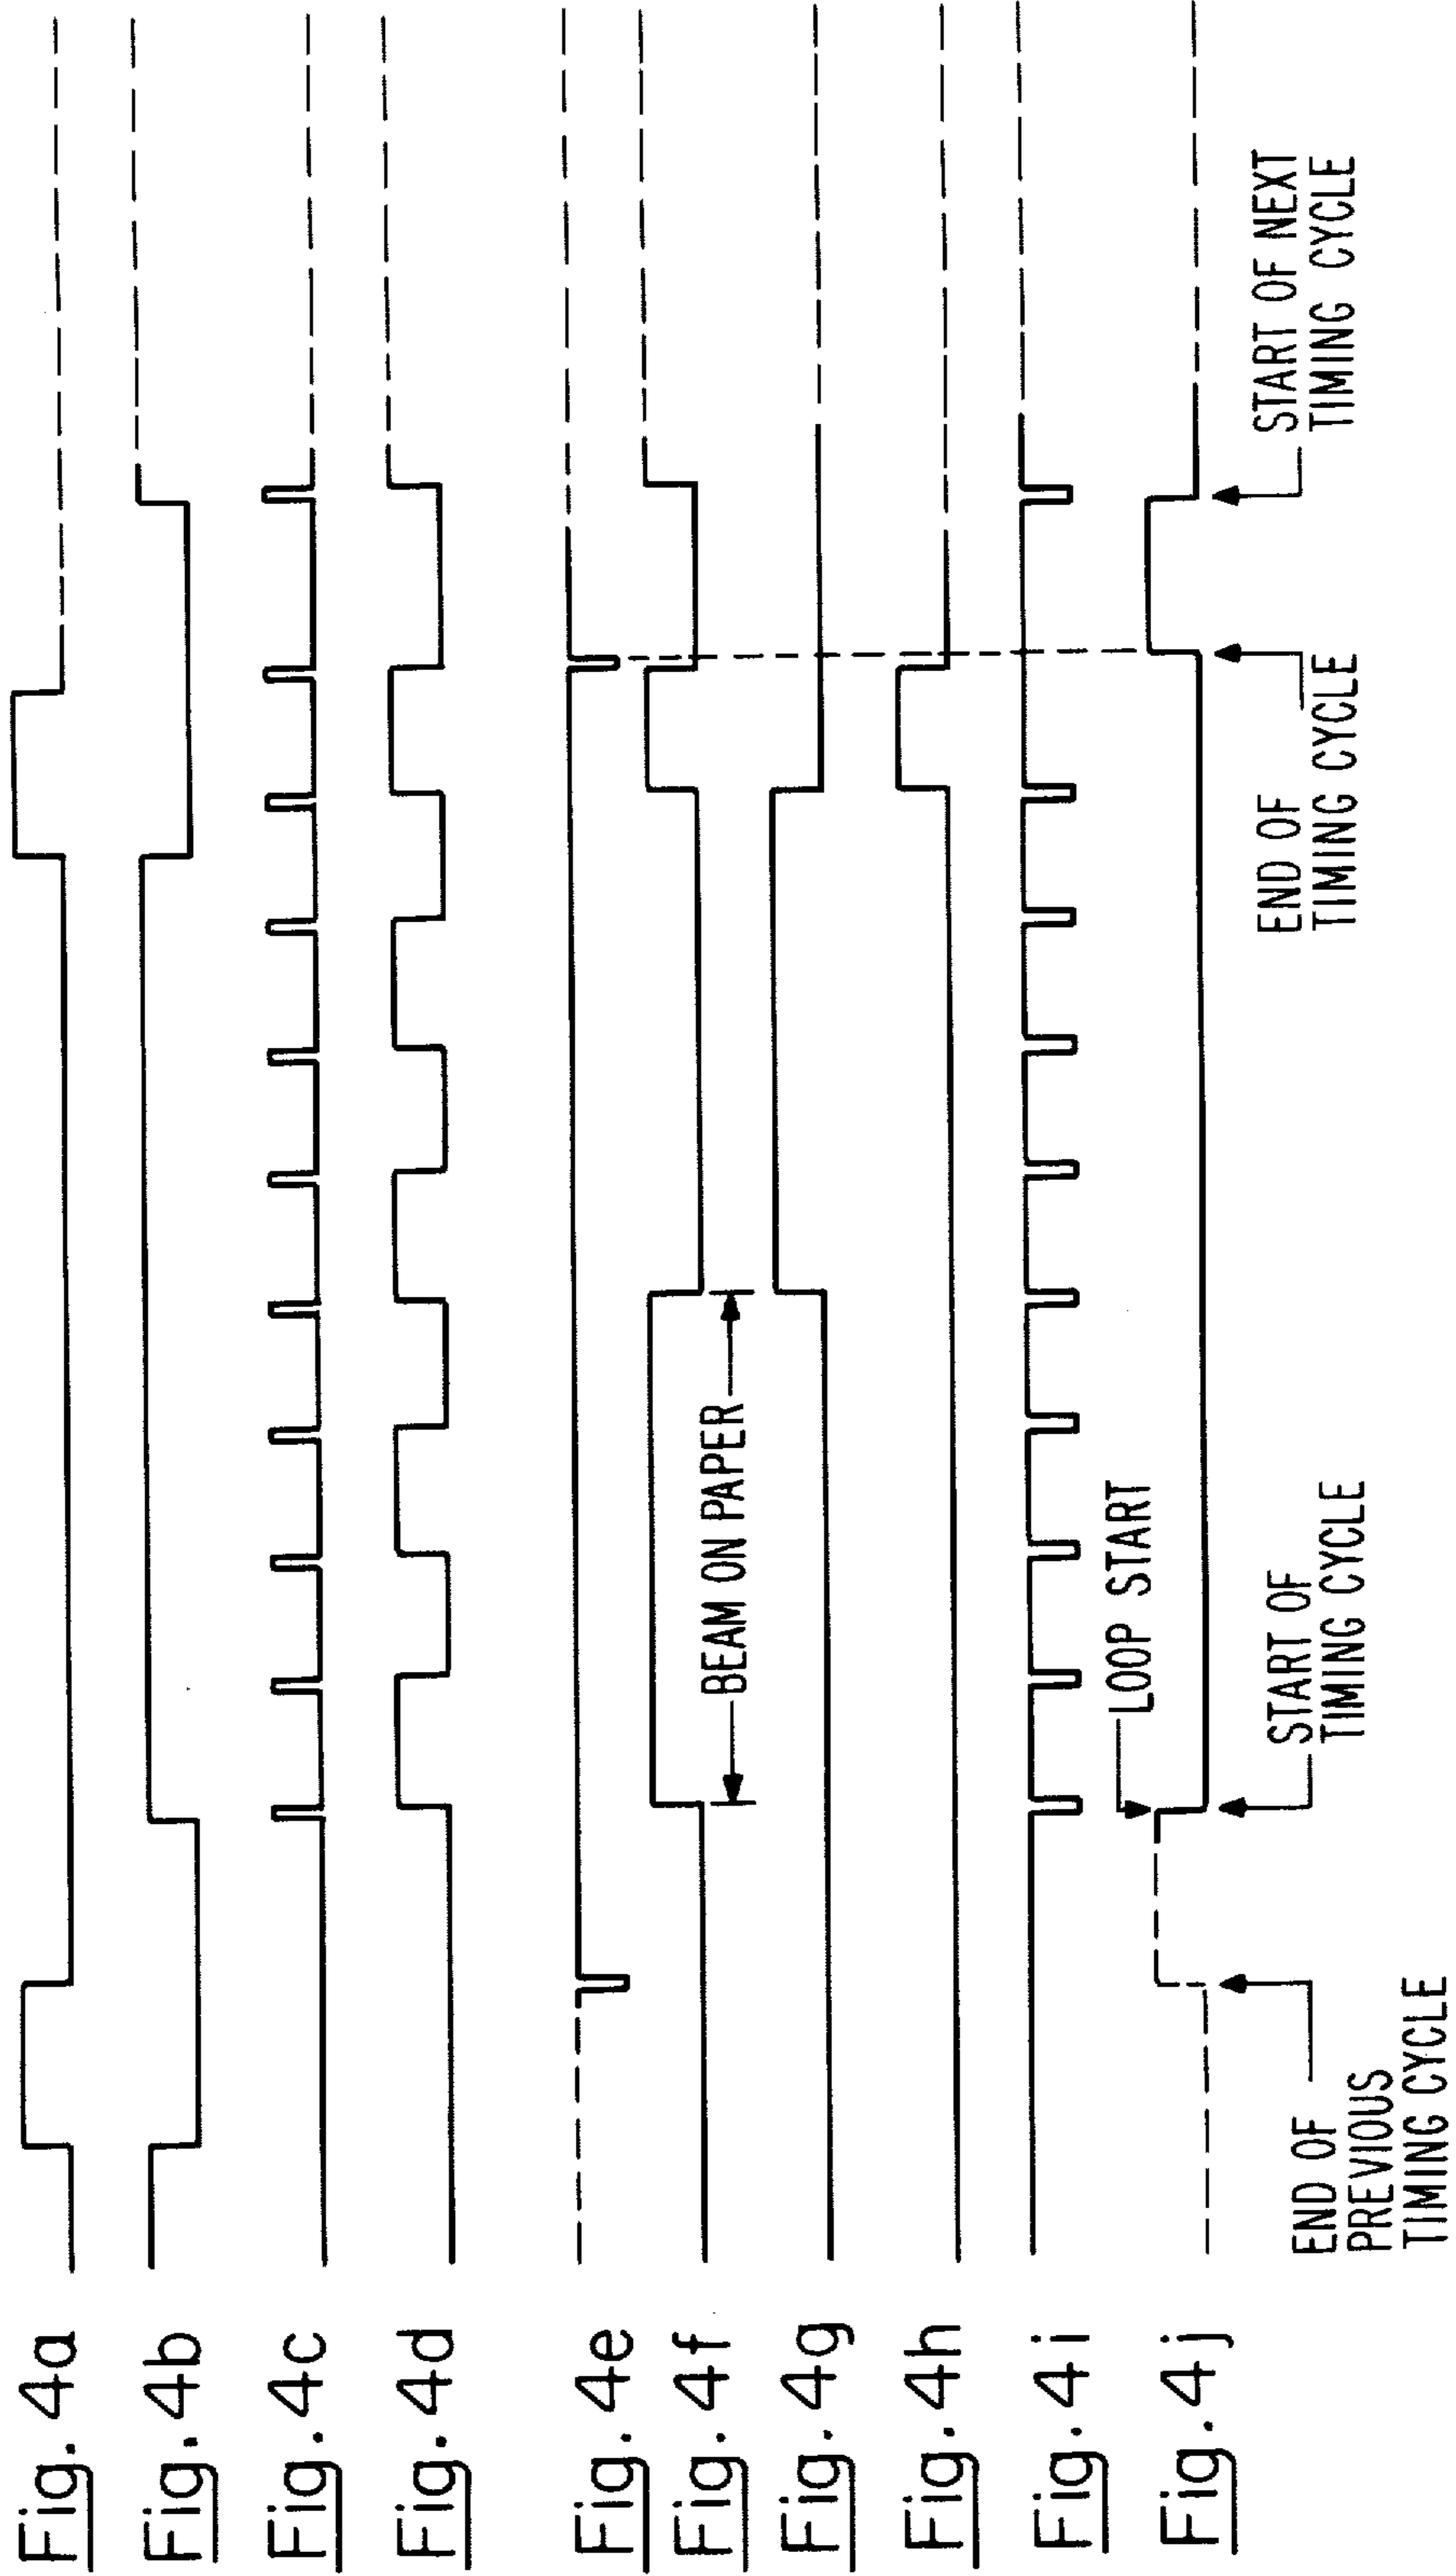 Fig. 4a
Fig. 4b
Fig. 4c
Fig. 4d
Fig. 4e
Fig. 4f
BEAM ON PAPER
Fig. 4g
Fig. 4h
Fig. 4i
LOOP START
Fig. 4j
END OF
PREVIOUS
TIMING CYCLE
START OF
TIMING CYCLE
END OF
TIMING CYCLE
START OF NEXT
TIMING CYCLE